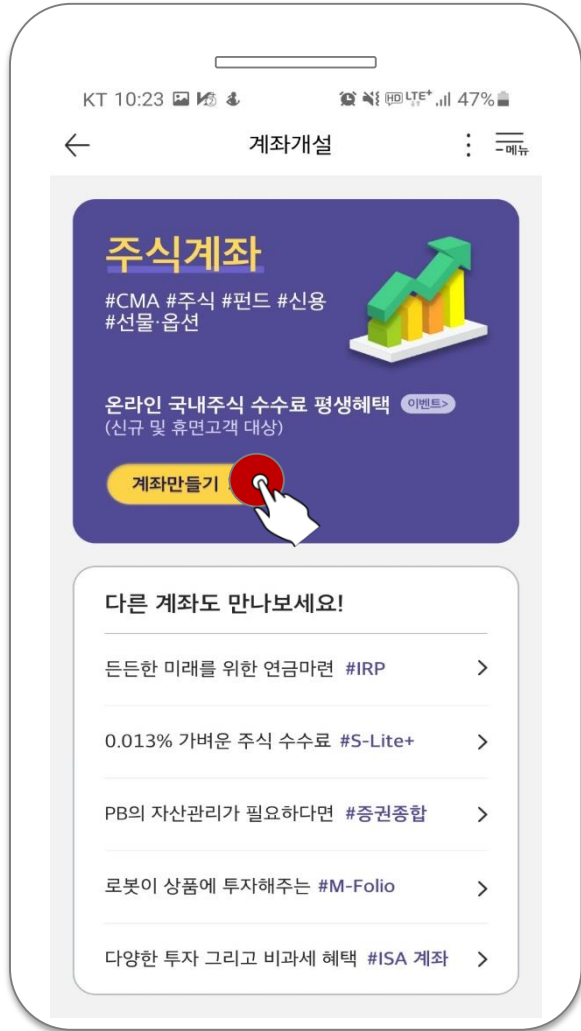 KT 10:23
HD LTE+ 47%
계좌개설
메뉴
주식계좌
#CMA #주식 #펀드 #신용
#선물·옵션
온라인 국내주식 수수료 평생혜택 이벤트>
(신규 및 휴면고객 대상)
계좌만들기
다른 계좌도 만나보세요!
든든한 미래를 위한 연금마련 #IRP
0.013% 가벼운 주식 수수료 #S-Lite+
PB의 자산관리가 필요하다면 #증권종합
로봇이 상품에 투자해주는 #M-Folio
다양한 투자 그리고 비과세 혜택 #ISA 계좌